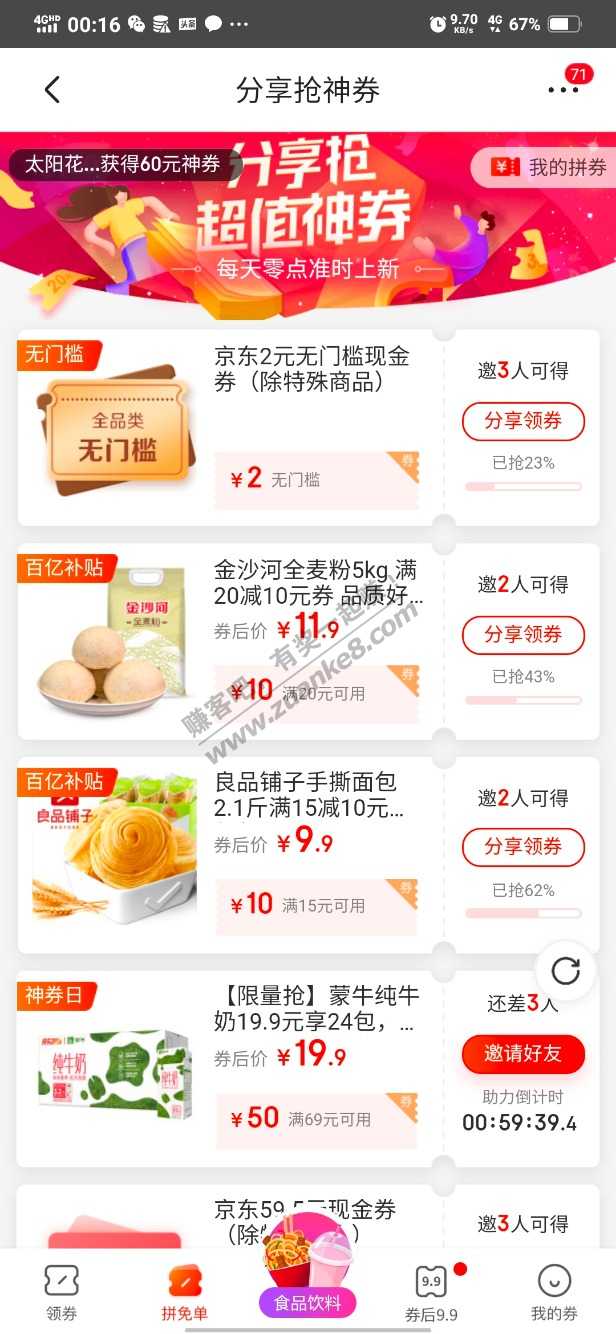 4GHD 00:16 头条 9.70 KB/s 4G 67%
分享抢神券 71
太阳花...获得60元神券
分享抢
我的拼券
超值神券
每天零点准时上新
无门槛
全品类
无门槛
京东2元无门槛现金
券（除特殊商品）
¥2 无门槛
券
邀3人可得
分享领券
已抢23%
百亿补贴
金沙河
全麦粉
金沙河全麦粉5kg 满
20减10元券 品质好...
券后价 ¥11.9
¥10 满20元可用
券
邀2人可得
分享领券
已抢43%
赚客吧，有奖一起赚！
www.zuanke8.com
百亿补贴
良品铺子
良品铺子手撕面包
2.1斤满15减10元...
券后价 ¥9.9
¥10 满15元可用
券
邀2人可得
分享领券
已抢62%
神券日
纯牛奶
【限量抢】蒙牛纯牛
奶19.9元享24包，...
券后价 ¥19.9
¥50 满69元可用
券
还差3人
邀请好友
助力倒计时
00:59:39.4
京东59.5元现金券
（除
）
邀3人可得
领券
拼免单
食品饮料
9.9
券后9.9
我的券